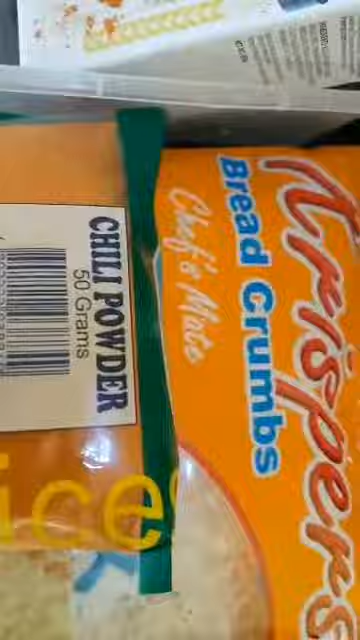 Krispers
Bread Crumbs
Chef's Mate
CHILI POWDER
50 Grams
ices